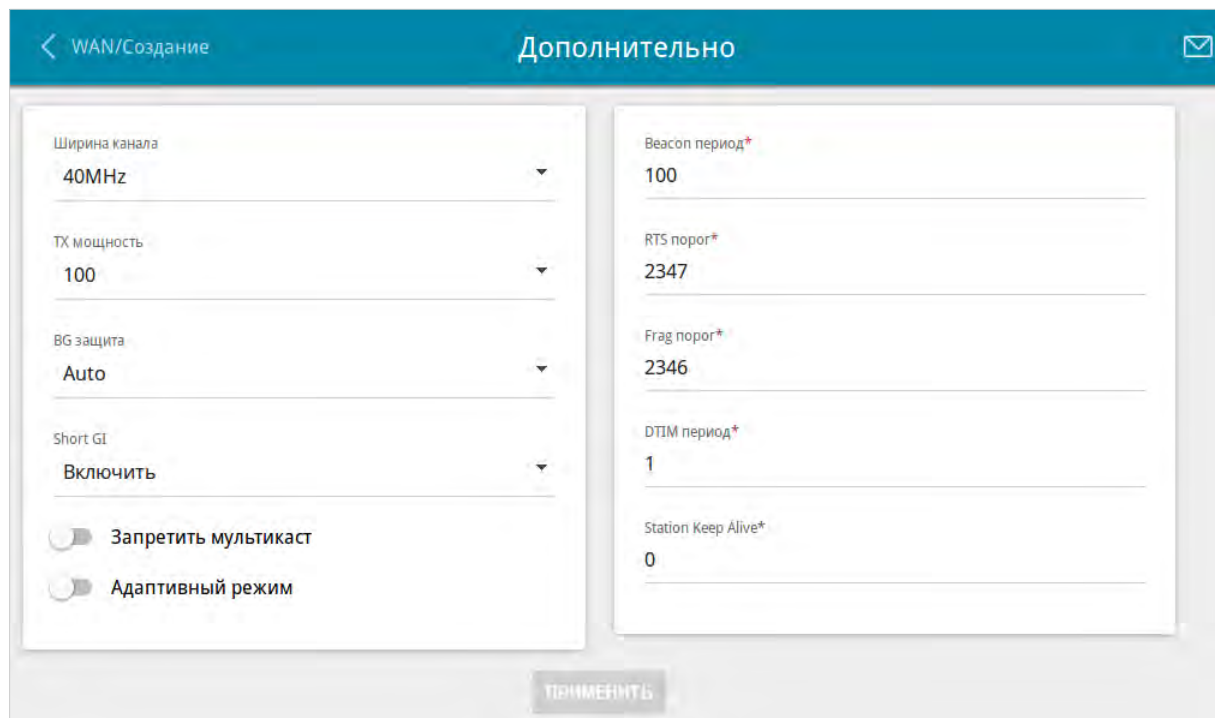 WAN/Создание
Дополнительно
Ширина канала
40MHz
TX мощность
100
BG защита
Auto
Short GI
Включить
Запретить мультикаст
Адаптивный режим
Beacon период*
100
RTS порог*
2347
Frag порог*
2346
DTIM период*
1
Station Keep Alive*
0
ПРИМЕНИТЬ